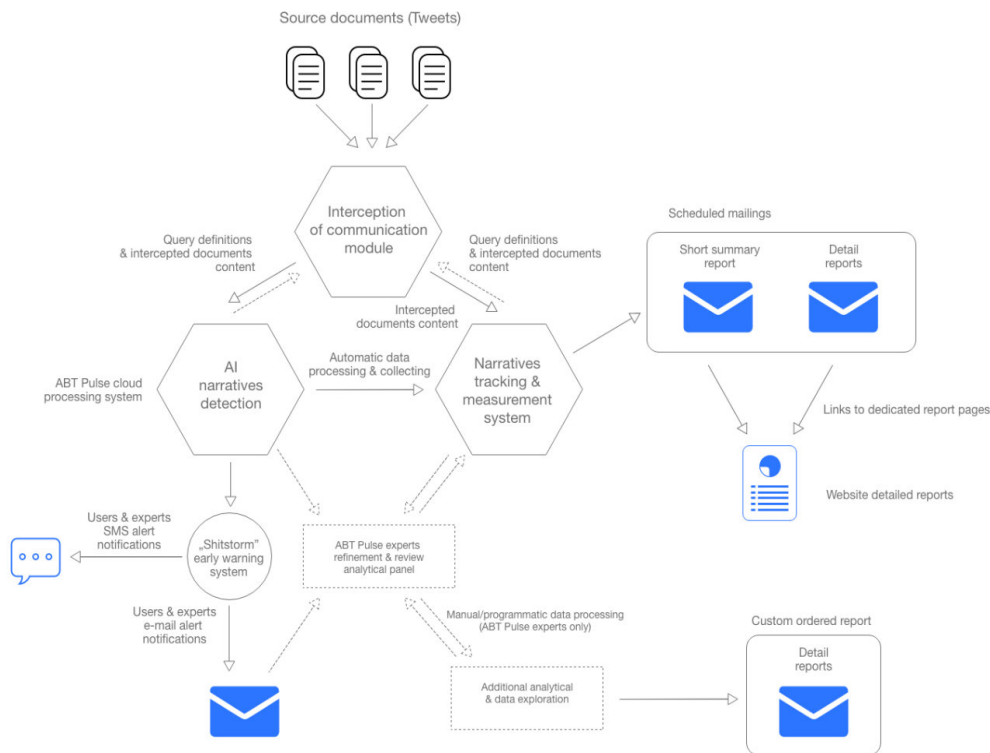 Source documents (Tweets)
Interception
of communication
module
Query definitions
& intercepted documents
content
Query definitions
& intercepted documents
content
Intercepted
documents content
Scheduled mailings
Short summary
report
Detail
reports
ABT Pulse cloud
processing system
AI
narratives
detection
Automatic data
processing & collecting
Narratives
tracking &
measurement
system
Links to dedicated report pages
Website detailed reports
Users & experts
SMS alert
notifications
„Shitstorm”
early warning
system
ABT Pulse experts
refinement & review
analytical panel
Users & experts
e-mail alert
notifications
Manual/programmatic data processing
(ABT Pulse experts only)
Additional analytical
& data exploration
Custom ordered report
Detail
reports